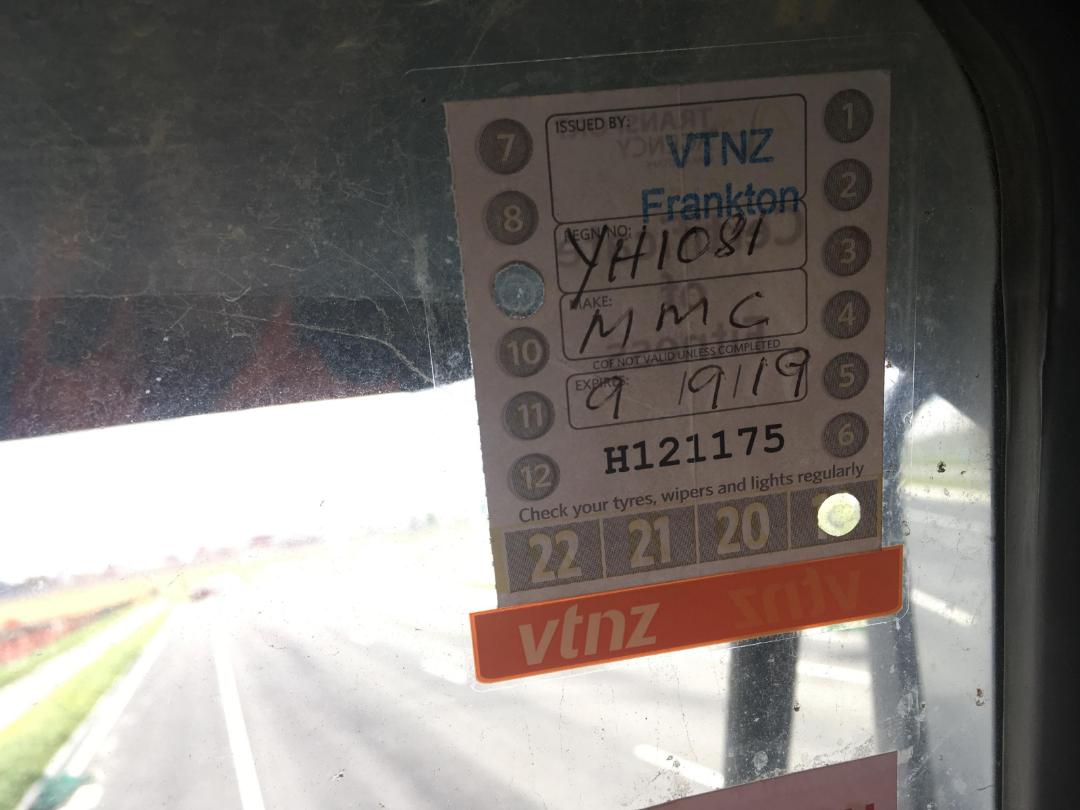 ISSUED BY:
VTNZ
Frankton
REGN NO:
YH1081
MAKE:
MMC
COF NOT VALID UNLESS COMPLETED
EXPIRES:
9 19119
H121175
Check your tyres, wipers and lights regularly
7
8
10
11
12
1
2
3
4
5
6
22 21 20
vtnz